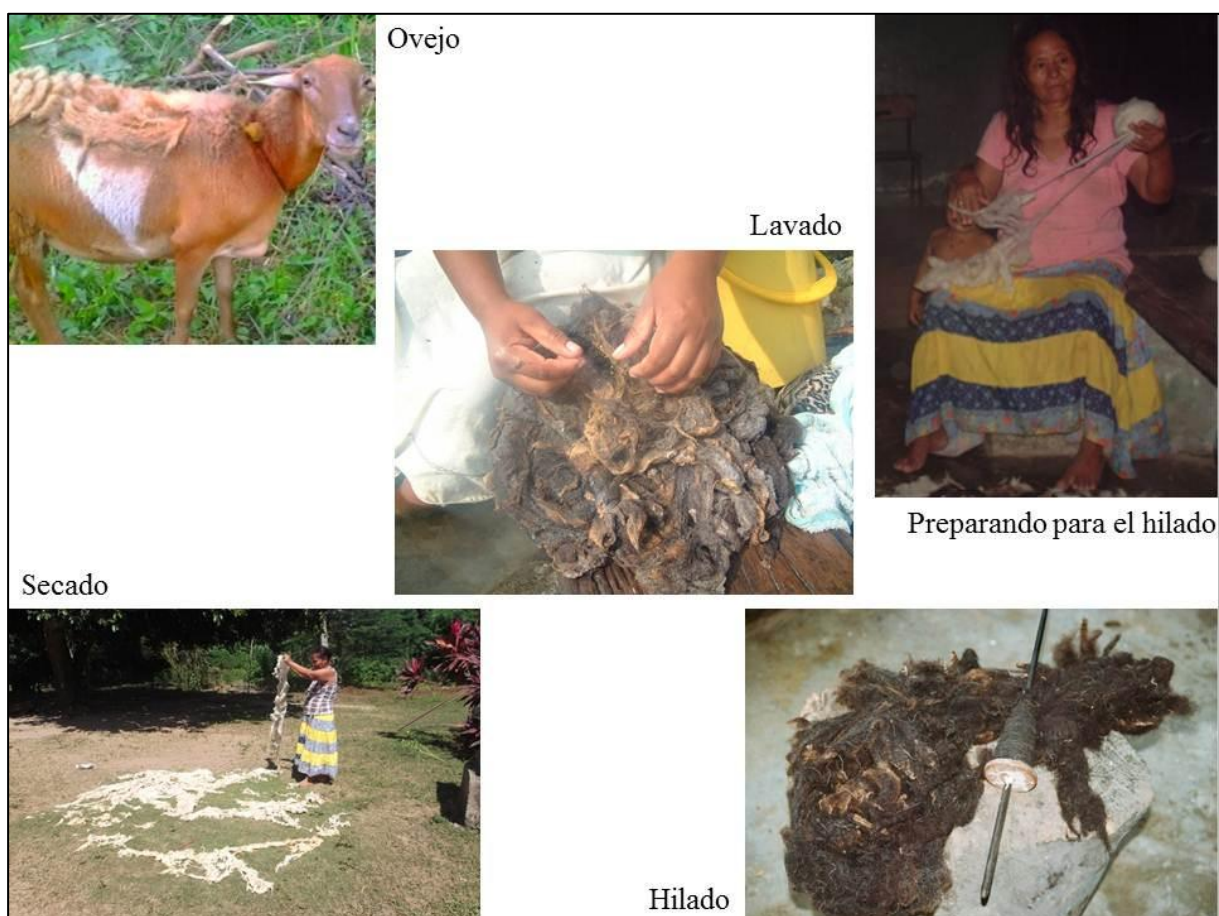 Ovejo
Lavado
Preparando para el hilado
Secado
Hilado